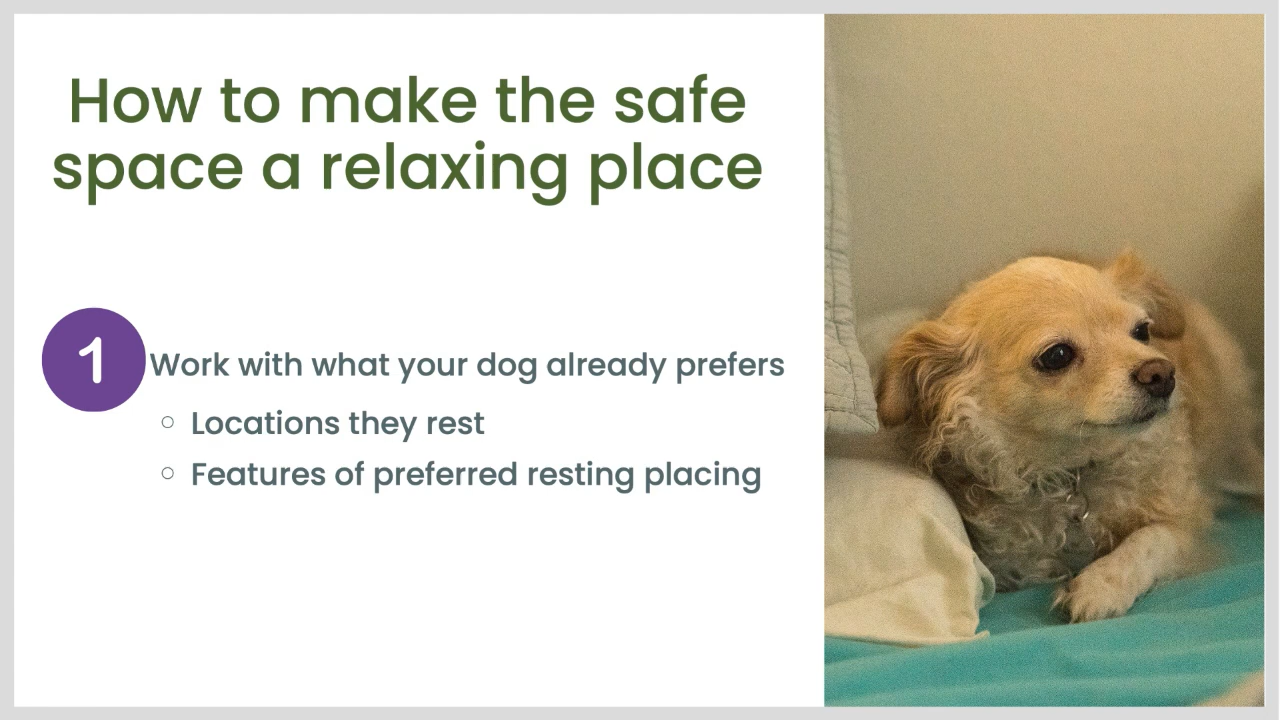 How to make the safe
space a relaxing place
1
Work with what your dog already prefers
○ Locations they rest
○ Features of preferred resting placing